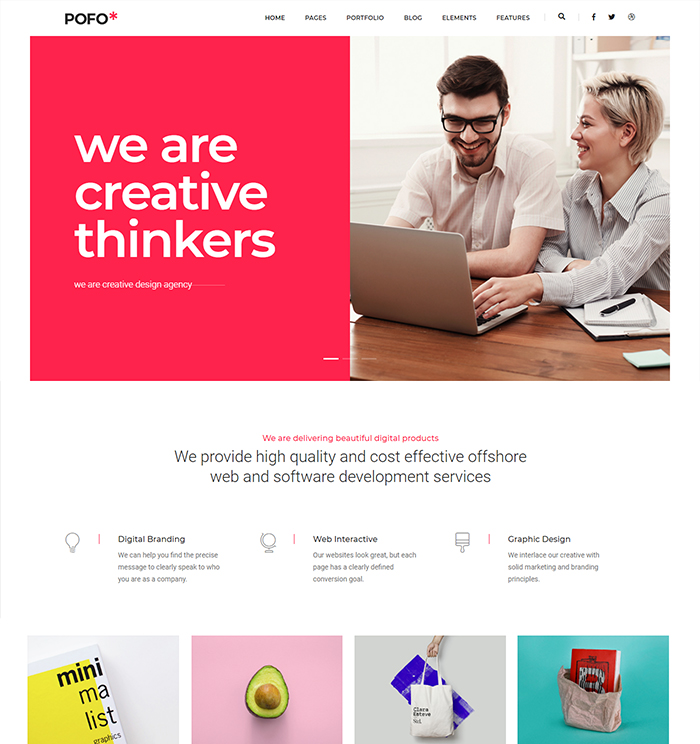 POFO*
HOME PAGES PORTFOLIO BLOG ELEMENTS FEATURES
we are
creative
thinkers
we are creative design agency
We are delivering beautiful digital products
We provide high quality and cost effective offshore
web and software development services
Digital Branding
We can help you find the precise
message to clearly speak to who
you are as a company.
Web Interactive
Our websites look great, but each
page has a clearly defined
conversion goal.
Graphic Design
We interlace our creative with
solid marketing and branding
principles.
mini
ma
list
graphics
Clara
Esteve